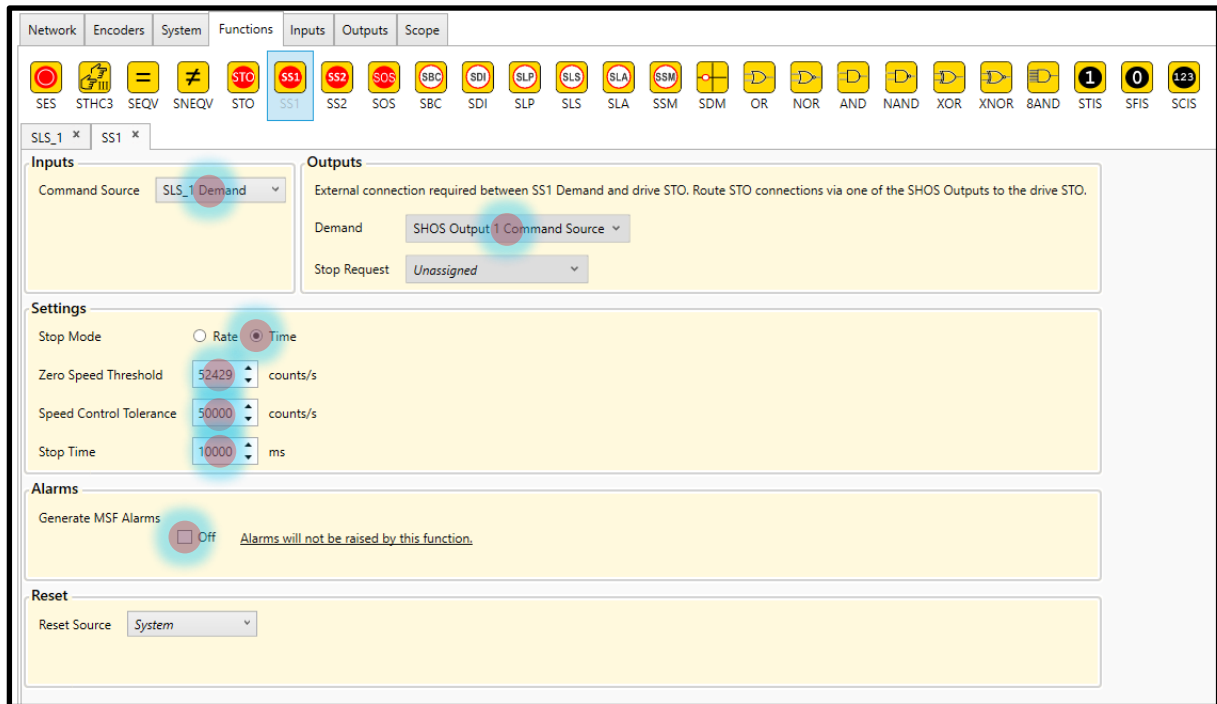 Network Encoders System Functions Inputs Outputs Scope
STO SS1 SS2 SOS SBC SDI SLP SLS SLA SSM 1 0 123
SES STHC3 SEQV SNEQV STO SS1 SS2 SOS SBC SDI SLP SLS SLA SSM SDM OR NOR AND NAND XOR XNOR 8AND STIS SFIS SCIS
SLS_1 x SS1 x
Inputs
Command Source SLS_1 Demand
Outputs
External connection required between SS1 Demand and drive STO. Route STO connections via one of the SHOS Outputs to the drive STO.
Demand SHOS Output 1 Command Source
Stop Request Unassigned
Settings
Stop Mode Rate Time
Zero Speed Threshold 52429 counts/s
Speed Control Tolerance 50000 counts/s
Stop Time 10000 ms
Alarms
Generate MSF Alarms
Off Alarms will not be raised by this function.
Reset
Reset Source System